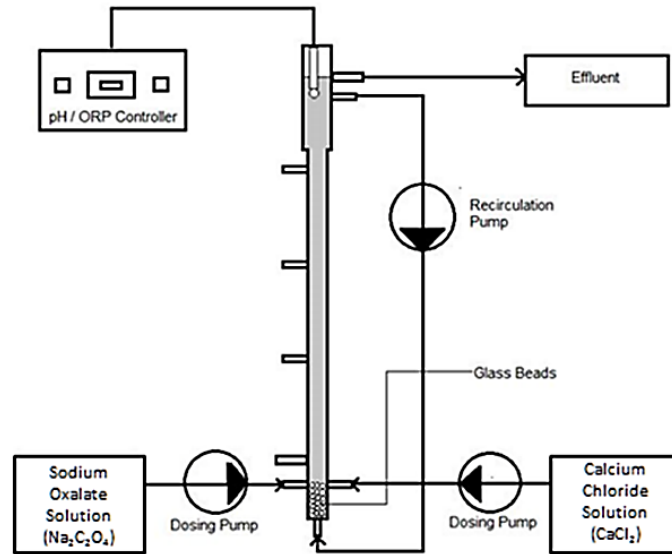 pH / ORP Controller
Effluent
Recirculation
Pump
Glass Beads
Sodium
Oxalate
Solution
(Na₂C₂O₄)
Dosing Pump
Dosing Pump
Calcium
Chloride
Solution
(CaCl₂)